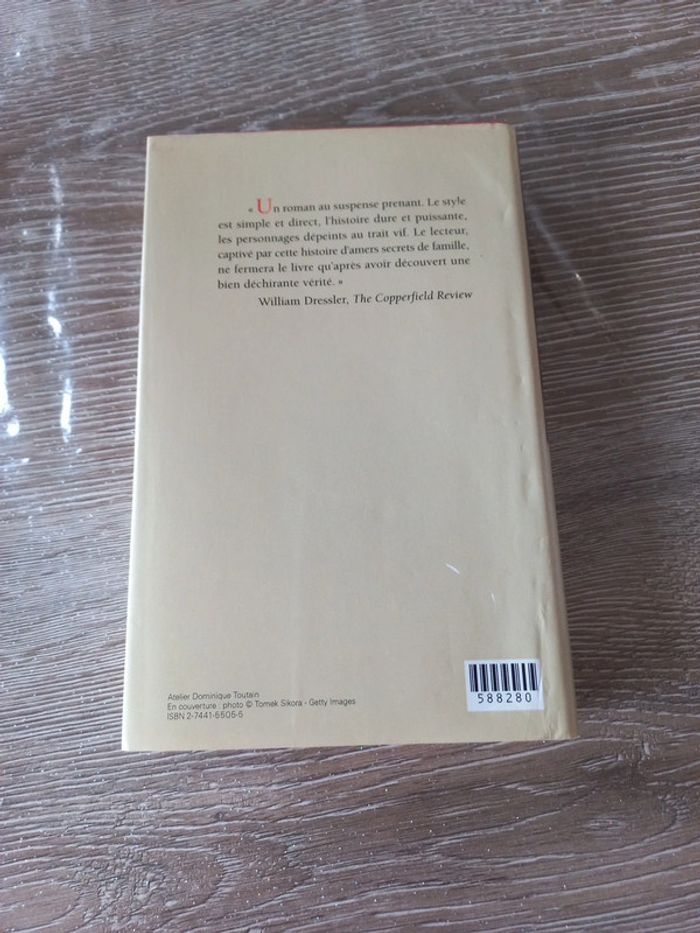 « Un roman au suspense prenant. Le style
est simple et direct, l'histoire dure et puissante,
les personnages dépeints au trait vif. Le lecteur,
captivé par cette histoire d'amers secrets de famille,
ne fermera le livre qu'après avoir découvert une
bien déchirante vérité. »
William Dressler, The Copperfield Review
588280
Atelier Dominique Toutain
En couverture : photo © Tomek Sikora - Getty Images
ISBN 2-7441-5505-5